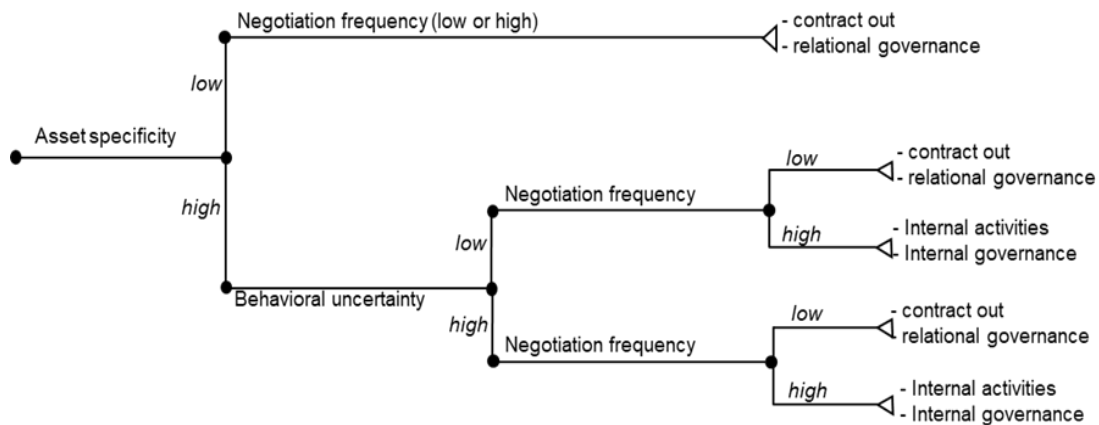 Negotiation frequency (low or high)
- contract out
- relational governance
low
Asset specificity
high
Negotiation frequency
low
- contract out
- relational governance
high
- Internal activities
- Internal governance
low
Behavioral uncertainty
high
Negotiation frequency
low
- contract out
- relational governance
high
- Internal activities
- Internal governance